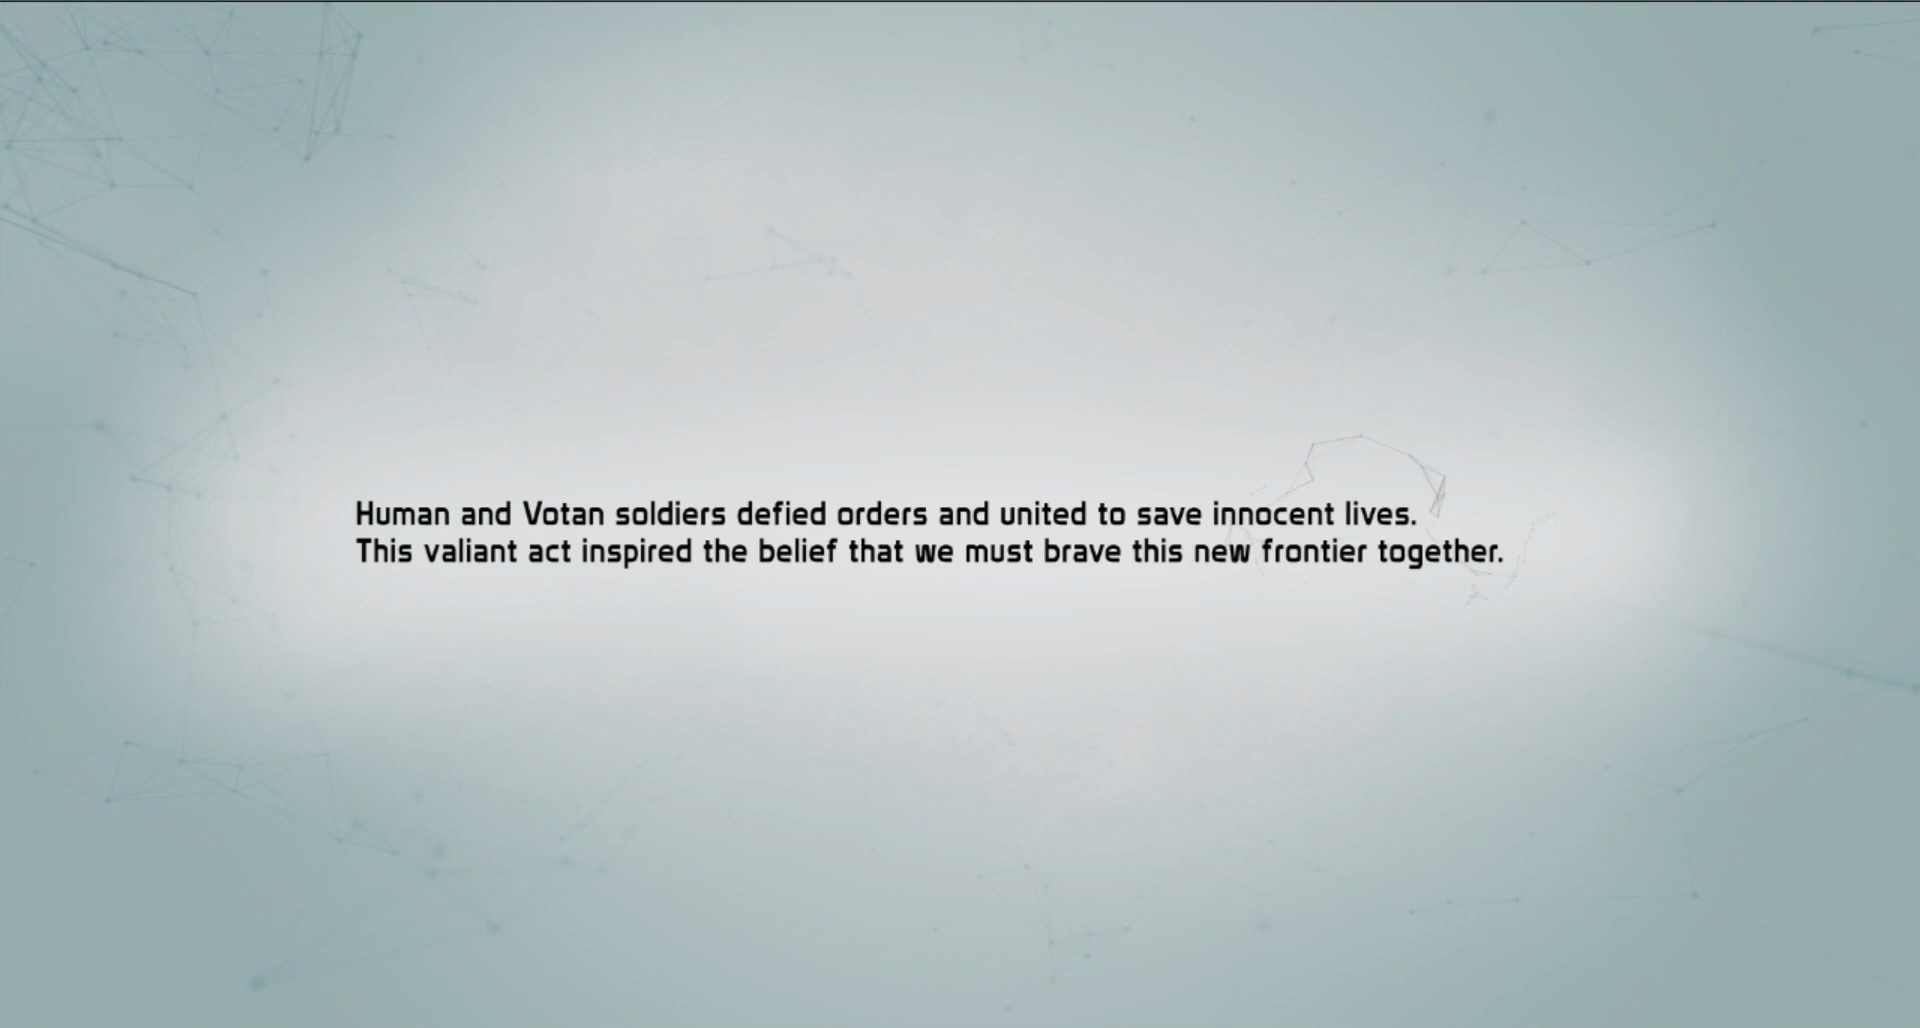 Human and Votan soldiers defied orders and united to save innocent lives.
This valiant act inspired the belief that we must brave this new frontier together.